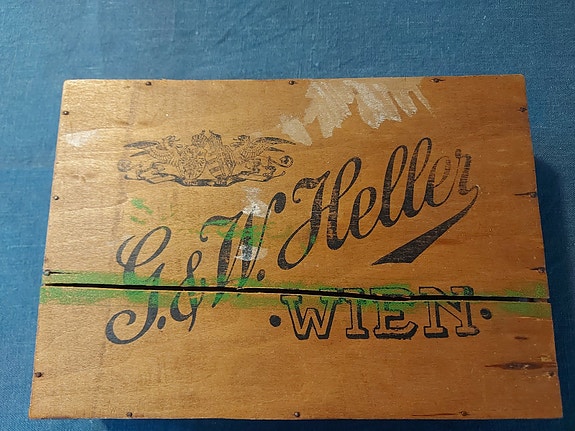 G. & W. Heller
• WIEN •